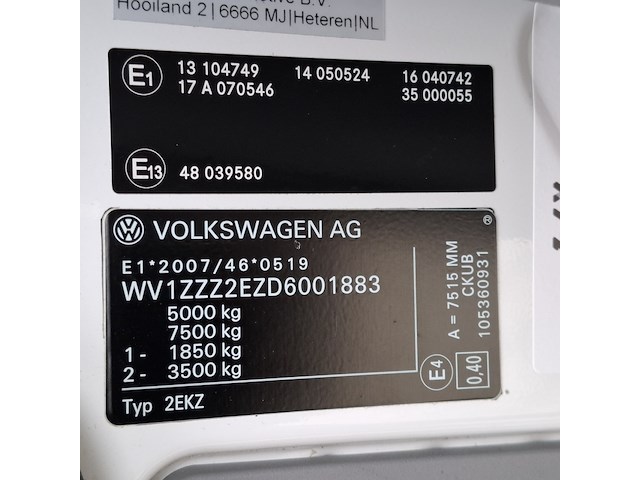 Hooiland 2 | 6666 MJ|Heteren|NL
E1 13 104749 14 050524 16 040742
17 A 070546 35 000055
E13 48 039580
VOLKSWAGEN AG ®
E1*2007/46*0519
WV1ZZZ2EZD6001883
5000 kg
7500 kg
1- 1850 kg
2- 3500 kg
Typ 2EKZ
A = 7515 MM
CKUB
105360931
E4 0,40